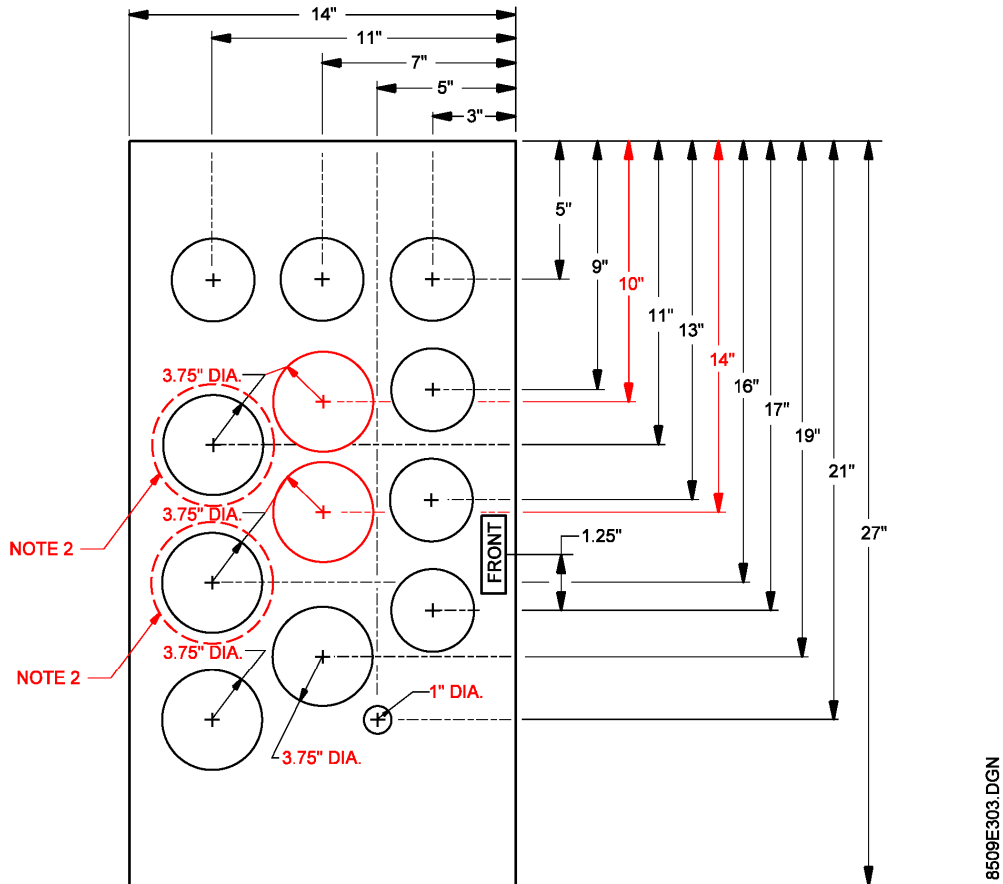 14"
11"
7"
5"
3"
5"
9"
10"
11"
13"
14"
16"
17"
19"
21"
27"
3.75" DIA.
3.75" DIA.
NOTE 2
FRONT
1.25"
3.75" DIA.
NOTE 2
1" DIA.
3.75" DIA.
8509E303.DGN